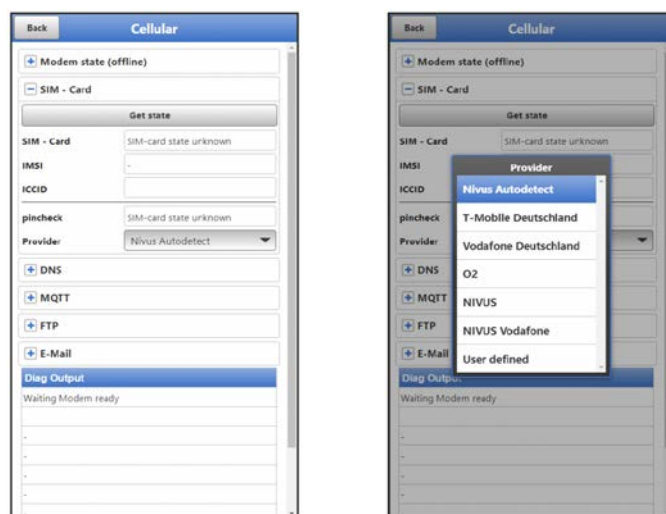 Back Cellular
Modem state (offline)
SIM - Card
Get state
SIM - Card SIM-card state unknown
IMSI -
ICCID
pincheck SIM-card state unknown
Provider Nivus Autodetect
DNS
MQTT
FTP
E-Mail
Diag Output
Waiting Modem ready
-
-
-
-
Back Cellular
Modem state (offline)
SIM - Card
Get state
SIM - Card SIM-card state unknown
IMSI
ICCID
pincheck
Provider
DNS
MQTT
FTP
E-Mail
Diag Output
Waiting Modem ready
-
-
-
-
Provider
Nivus Autodetect
T-Mobile Deutschland
Vodafone Deutschland
O2
NIVUS
NIVUS Vodafone
User defined